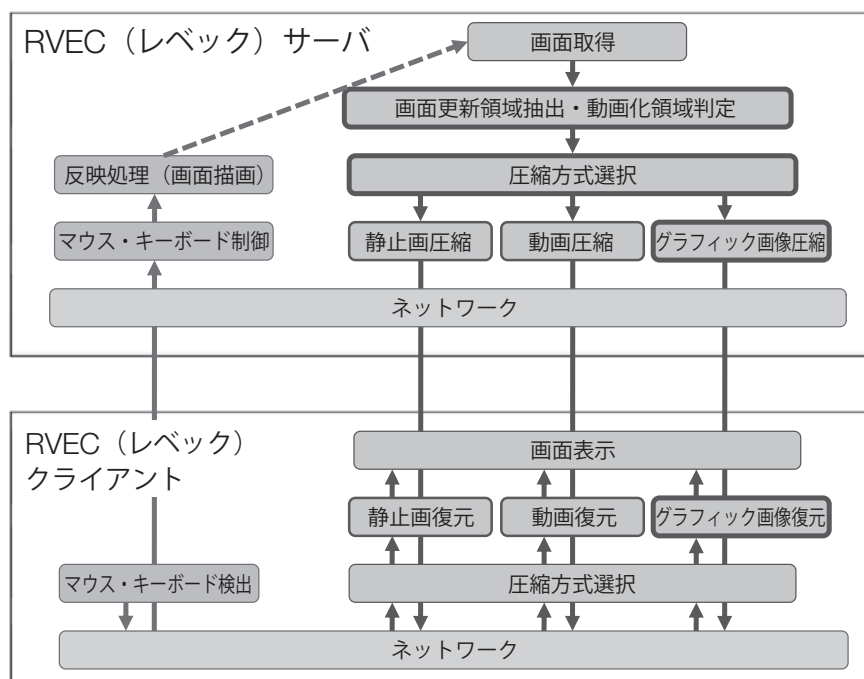 RVEC（レベック）サーバ
画面取得
画面更新領域抽出・動画化領域判定
反映処理（画面描画）
圧縮方式選択
マウス・キーボード制御
静止画圧縮
動画圧縮
グラフィック画像圧縮
ネットワーク
RVEC（レベック）
クライアント
画面表示
静止画復元
動画復元
グラフィック画像復元
マウス・キーボード検出
圧縮方式選択
ネットワーク